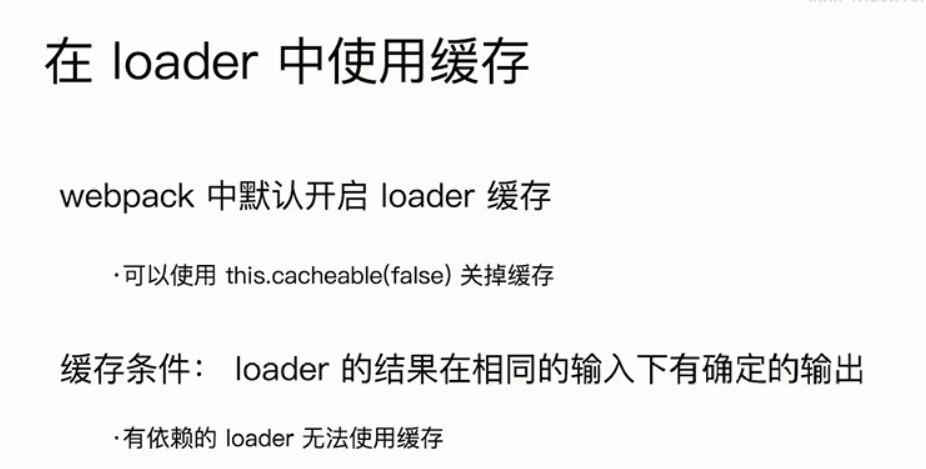 在 loader 中使用缓存
webpack 中默认开启 loader 缓存
·可以使用 this.cacheable(false) 关掉缓存
缓存条件： loader 的结果在相同的输入下有确定的输出
·有依赖的 loader 无法使用缓存